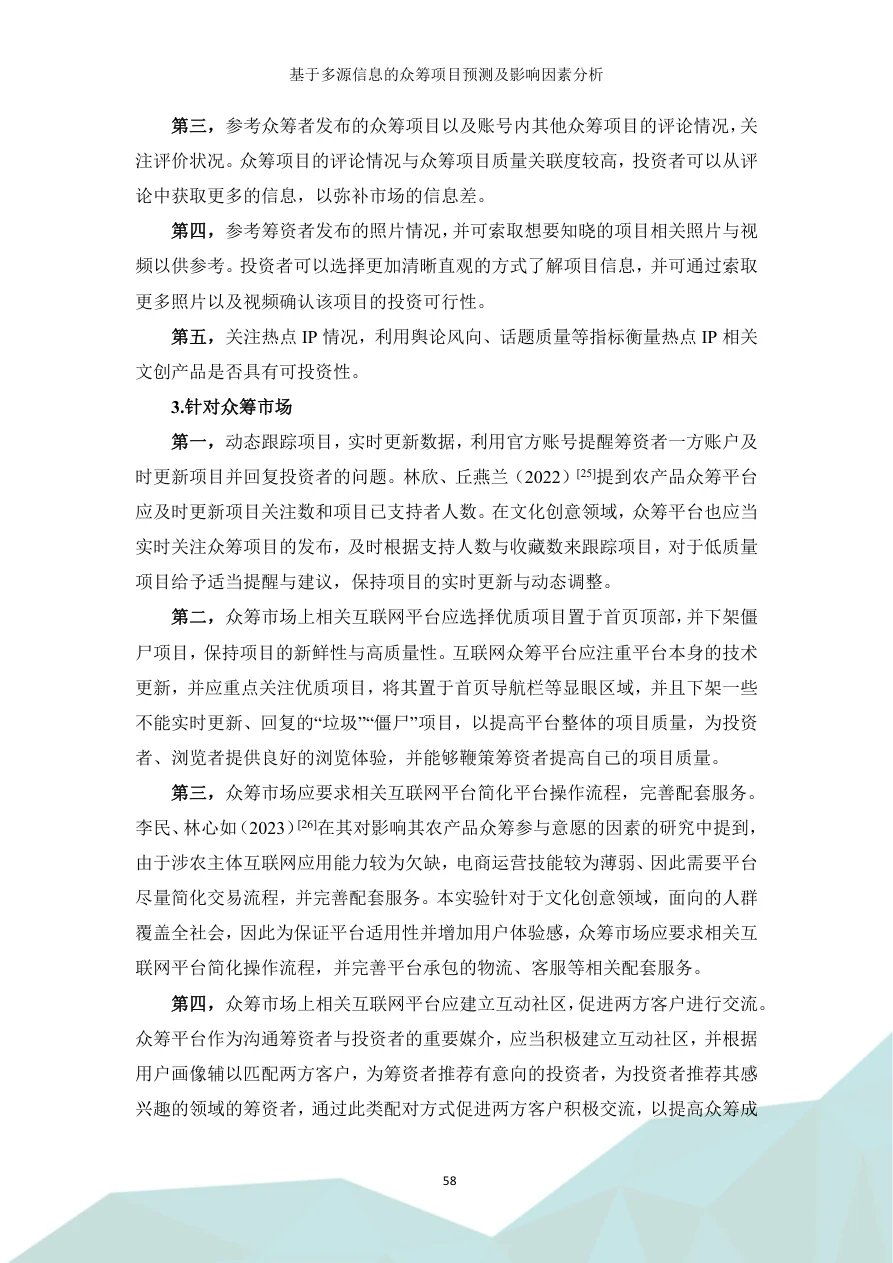 基于多源信息的众筹项目预测及影响因素分析
第三，参考众筹者发布的众筹项目以及账号内其他众筹项目的评论情况，关
注评价状况。众筹项目的评论情况与众筹项目质量关联度较高，投资者可以从评
论中获取更多的信息，以弥补市场的信息差。
第四，参考筹资者发布的照片情况，并可索取想要知晓的项目相关照片与视
频以供参考。投资者可以选择更加清晰直观的方式了解项目信息，并可通过索取
更多照片以及视频确认该项目的投资可行性。
第五，关注热点 IP 情况，利用舆论风向、话题质量等指标衡量热点 IP 相关
文创产品是否具有可投资性。
3.针对众筹市场
第一，动态跟踪项目，实时更新数据，利用官方账号提醒筹资者一方账户及
时更新项目并回复投资者的问题。林欣、丘燕兰（2022）[25]提到农产品众筹平台
应及时更新项目关注数和项目已支持者人数。在文化创意领域，众筹平台也应当
实时关注众筹项目的发布，及时根据支持人数与收藏数来跟踪项目，对于低质量
项目给予适当提醒与建议，保持项目的实时更新与动态调整。
第二，众筹市场上相关互联网平台应选择优质项目置于首页顶部，并下架僵
尸项目，保持项目的新鲜性与高质量性。互联网众筹平台应注重平台本身的技术
更新，并应重点关注优质项目，将其置于首页导航栏等显眼区域，并且下架一些
不能实时更新、回复的“垃圾”“僵尸”项目，以提高平台整体的项目质量，为投资
者、浏览者提供良好的浏览体验，并能够鞭策筹资者提高自己的项目质量。
第三，众筹市场应要求相关互联网平台简化平台操作流程，完善配套服务。
李民、林心如（2023）[26]在其对影响其农产品众筹参与意愿的因素的研究中提到，
由于涉农主体互联网应用能力较为欠缺，电商运营技能较为薄弱、因此需要平台
尽量简化交易流程，并完善配套服务。本实验针对于文化创意领域，面向的人群
覆盖全社会，因此为保证平台适用性并增加用户体验感，众筹市场应要求相关互
联网平台简化操作流程，并完善平台承包的物流、客服等相关配套服务。
第四，众筹市场上相关互联网平台应建立互动社区，促进两方客户进行交流。
众筹平台作为沟通筹资者与投资者的重要媒介，应当积极建立互动社区，并根据
用户画像辅以匹配两方客户，为筹资者推荐有意向的投资者，为投资者推荐其感
兴趣的领域的筹资者，通过此类配对方式促进两方客户积极交流，以提高众筹成
58